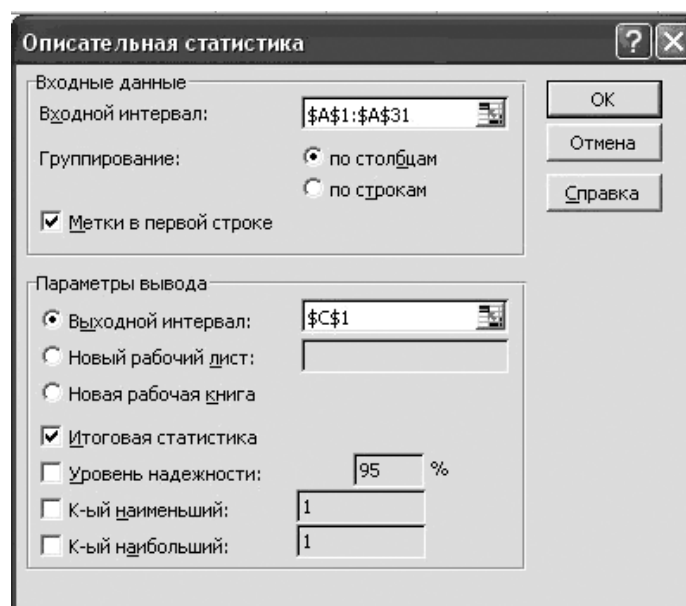 Описательная статистика
Входные данные
Входной интервал: $A$1:$A$31
Группирование: по столбцам
по строкам
Метки в первой строке
OK
Отмена
Справка
Параметры вывода
Выходной интервал: $C$1
Новый рабочий лист:
Новая рабочая книга
Итоговая статистика
Уровень надежности: 95 %
К-ый наименьший: 1
К-ый наибольший: 1